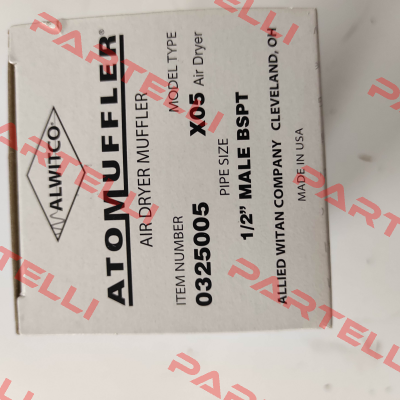 ALWITCO®
ATOMUFFLER®
AIR DRYER MUFFLER
ITEM NUMBER MODEL TYPE
0325005 X05 Air Dryer
PIPE SIZE
1/2" MALE BSPT
ALLIED WITAN COMPANY CLEVELAND, OH
MADE IN USA
PARTELLI
PARTELLI
PARTELLI
PARTELLI
PARTELLI
PARTELLI